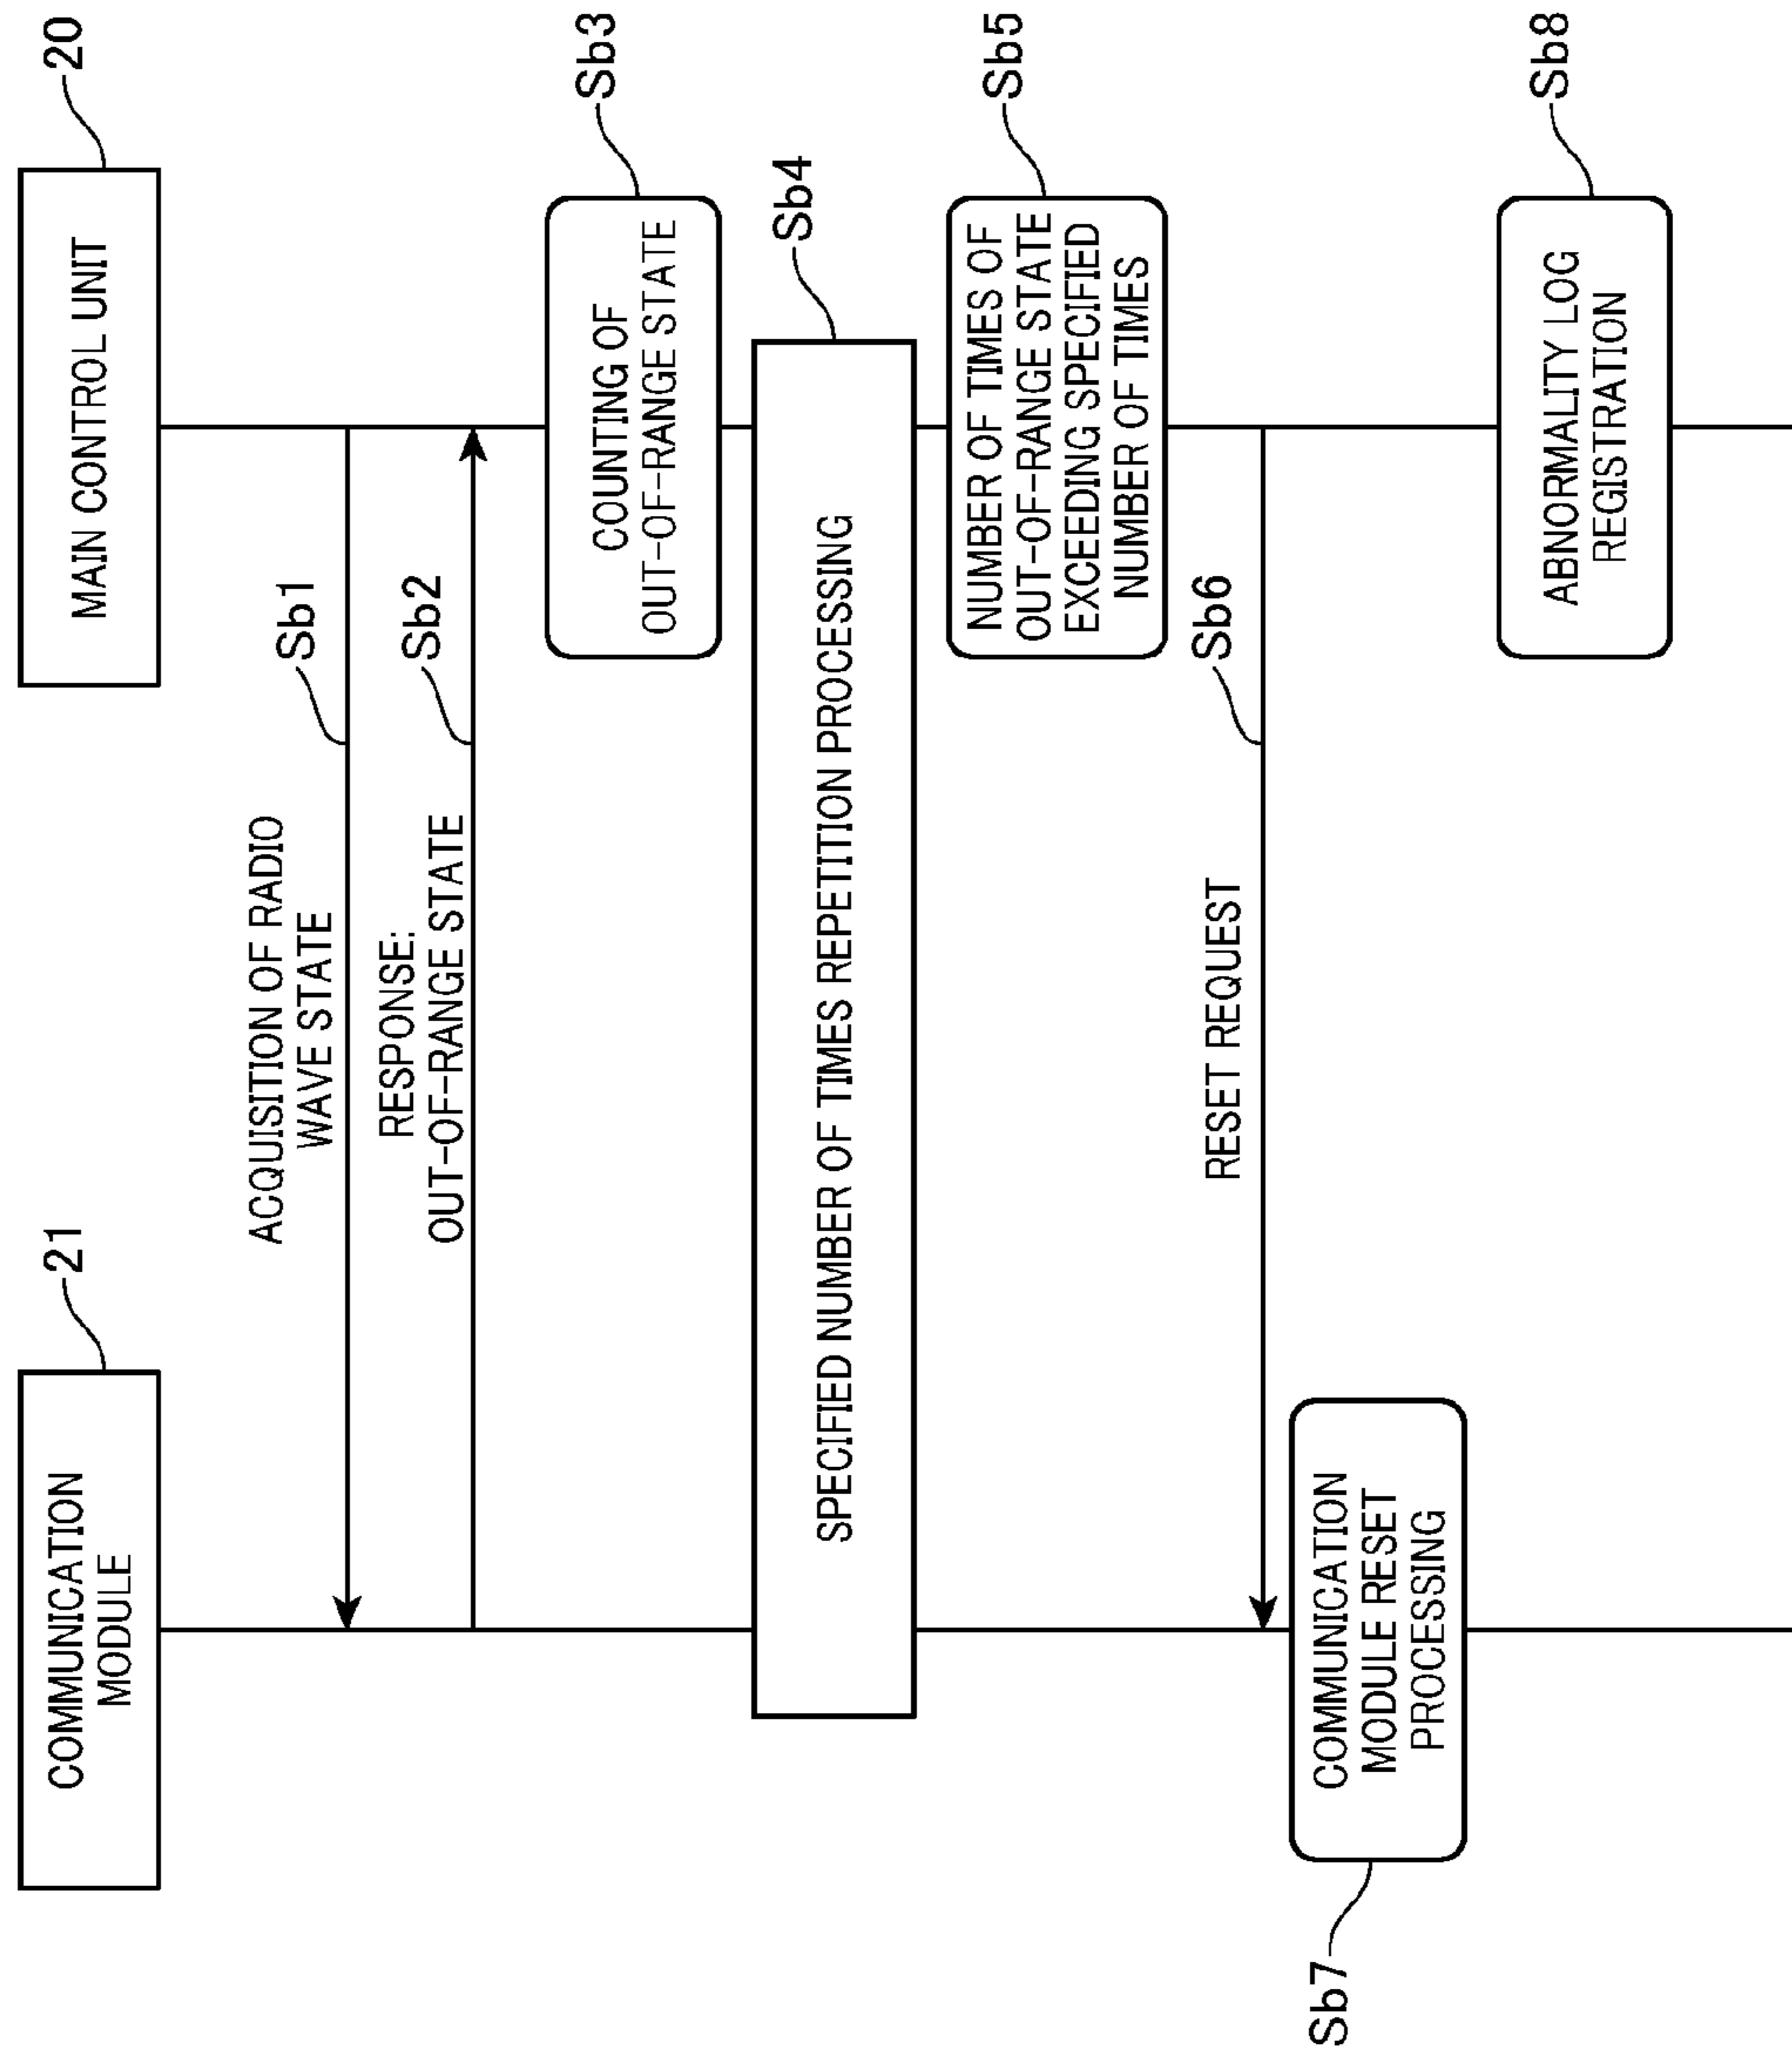 21
COMMUNICATION
MODULE
20
MAIN CONTROL UNIT
ACQUISITION OF RADIO
WAVE STATE
Sb1
RESPONSE:
OUT-OF-RANGE STATE
Sb2
COUNTING OF
OUT-OF-RANGE STATE
Sb3
SPECIFIED NUMBER OF TIMES REPETITION PROCESSING
Sb4
NUMBER OF TIMES OF
OUT-OF-RANGE STATE
EXCEEDING SPECIFIED
NUMBER OF TIMES
Sb5
RESET REQUEST
Sb6
Sb7
COMMUNICATION
MODULE RESET
PROCESSING
ABNORMALITY LOG
REGISTRATION
Sb8